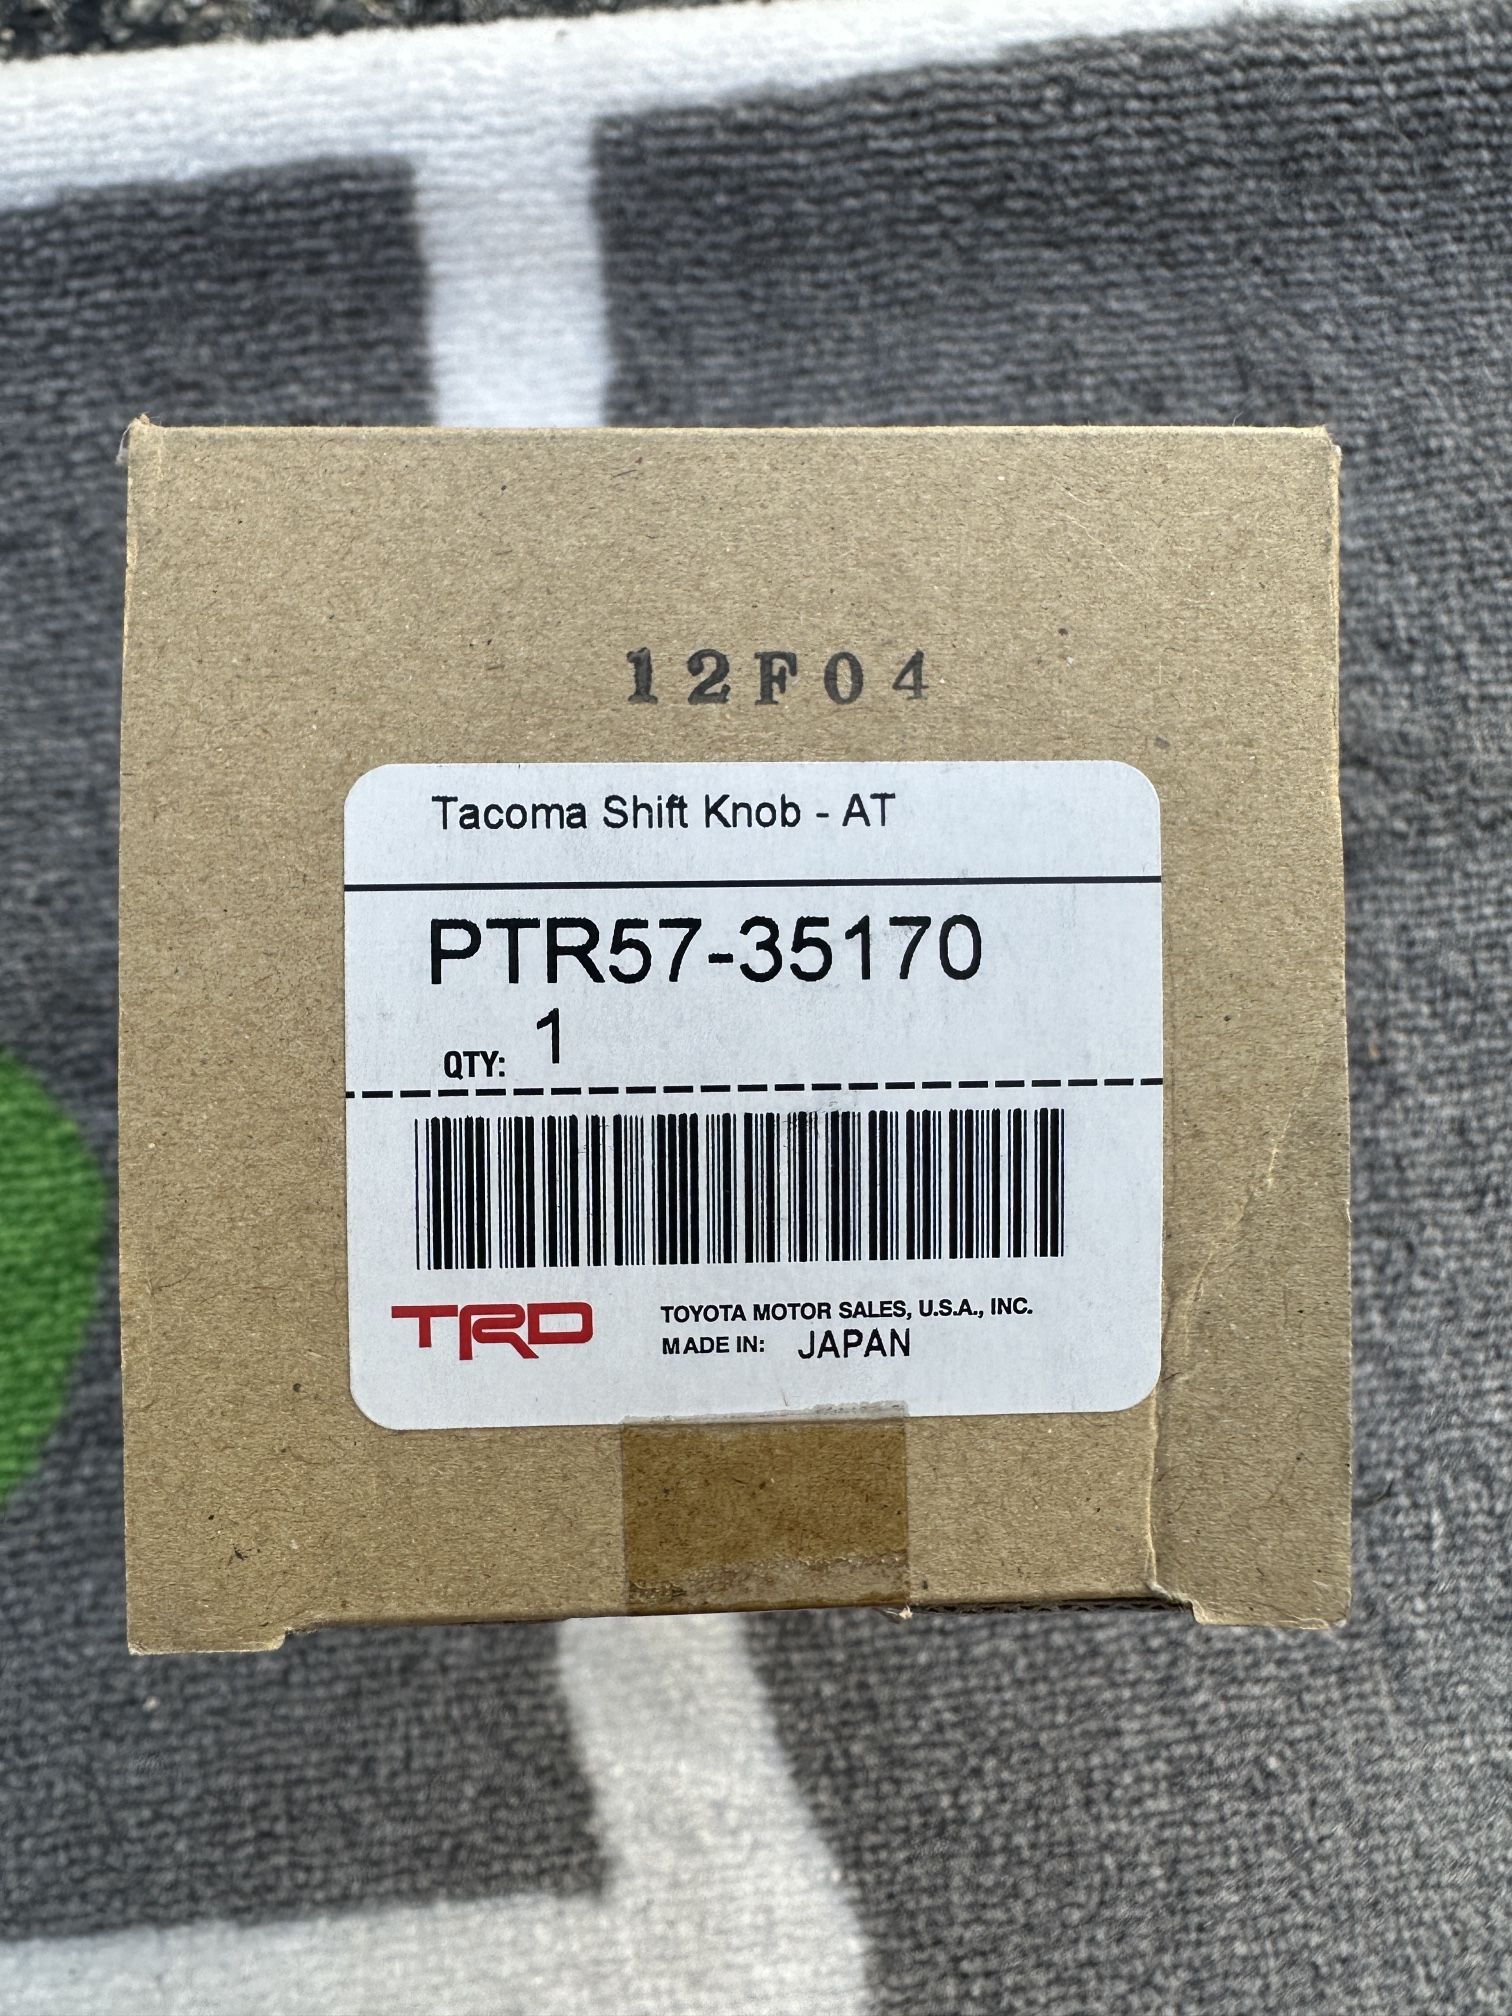 12F04
Tacoma Shift Knob - AT
PTR57-35170
QTY: 1
TRD
TOYOTA MOTOR SALES, U.S.A., INC.
MADE IN: JAPAN